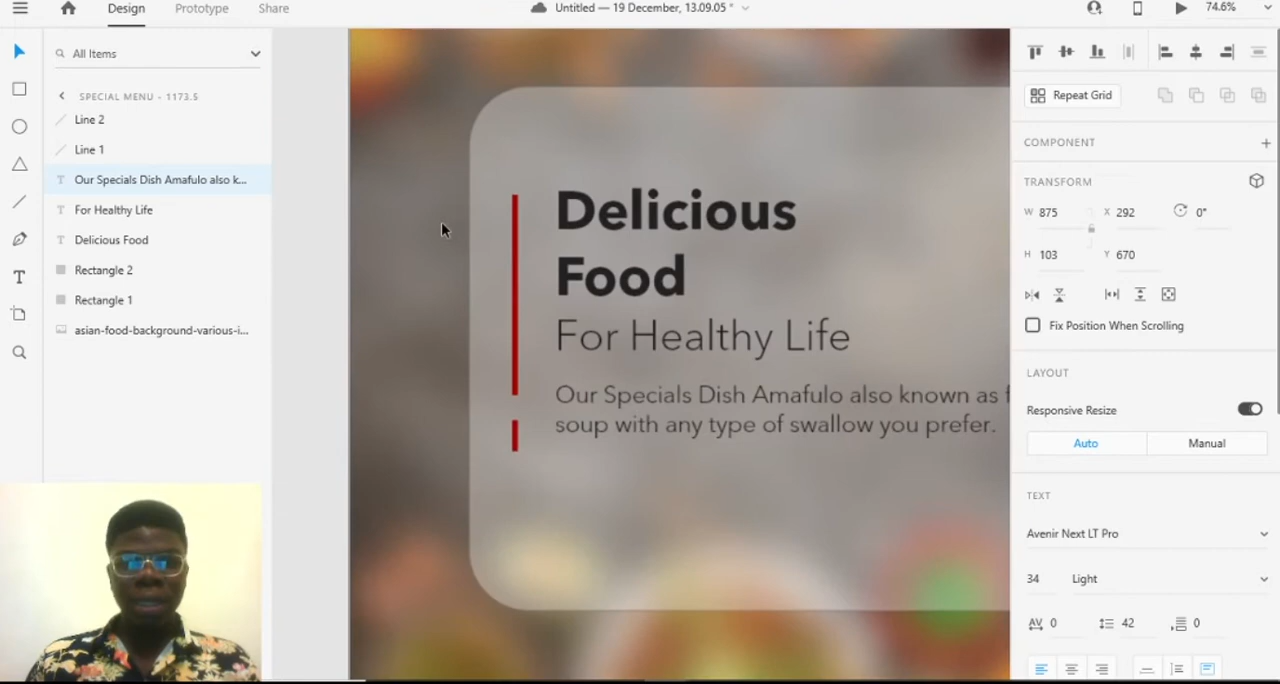 Design Prototype Share Untitled — 19 December, 13.09.05 * 74.6%
All Items
SPECIAL MENU - 1173.5
Line 2
Line 1
Our Specials Dish Amafulo also k...
For Healthy Life
Delicious Food
Rectangle 2
Rectangle 1
asian-food-background-various-i...
Delicious
Food
For Healthy Life
Our Specials Dish Amafulo also known as f
soup with any type of swallow you prefer.
Repeat Grid
COMPONENT
TRANSFORM
W 875 X 292 0°
H 103 Y 670
Fix Position When Scrolling
LAYOUT
Responsive Resize
Auto Manual
TEXT
Avenir Next LT Pro
34 Light
AV 0 42 0